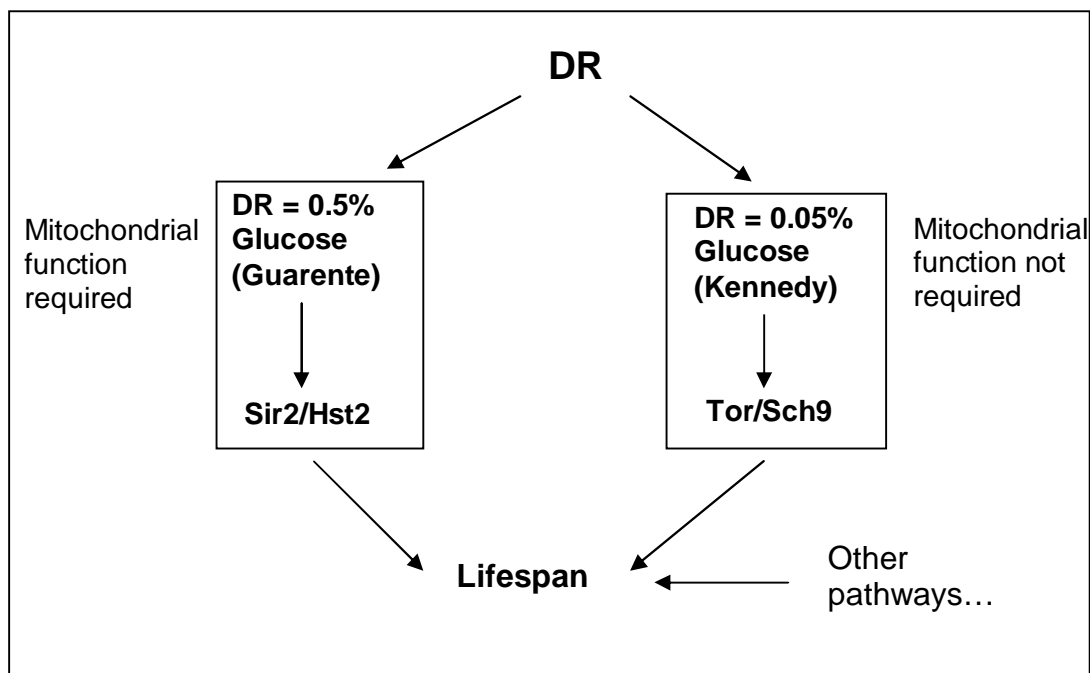 DR
Mitochondrial
function
required
DR = 0.5%
Glucose
(Guarente)
Sir2/Hst2
DR = 0.05%
Glucose
(Kennedy)
Tor/Sch9
Mitochondrial
function not
required
Lifespan
Other
pathways…